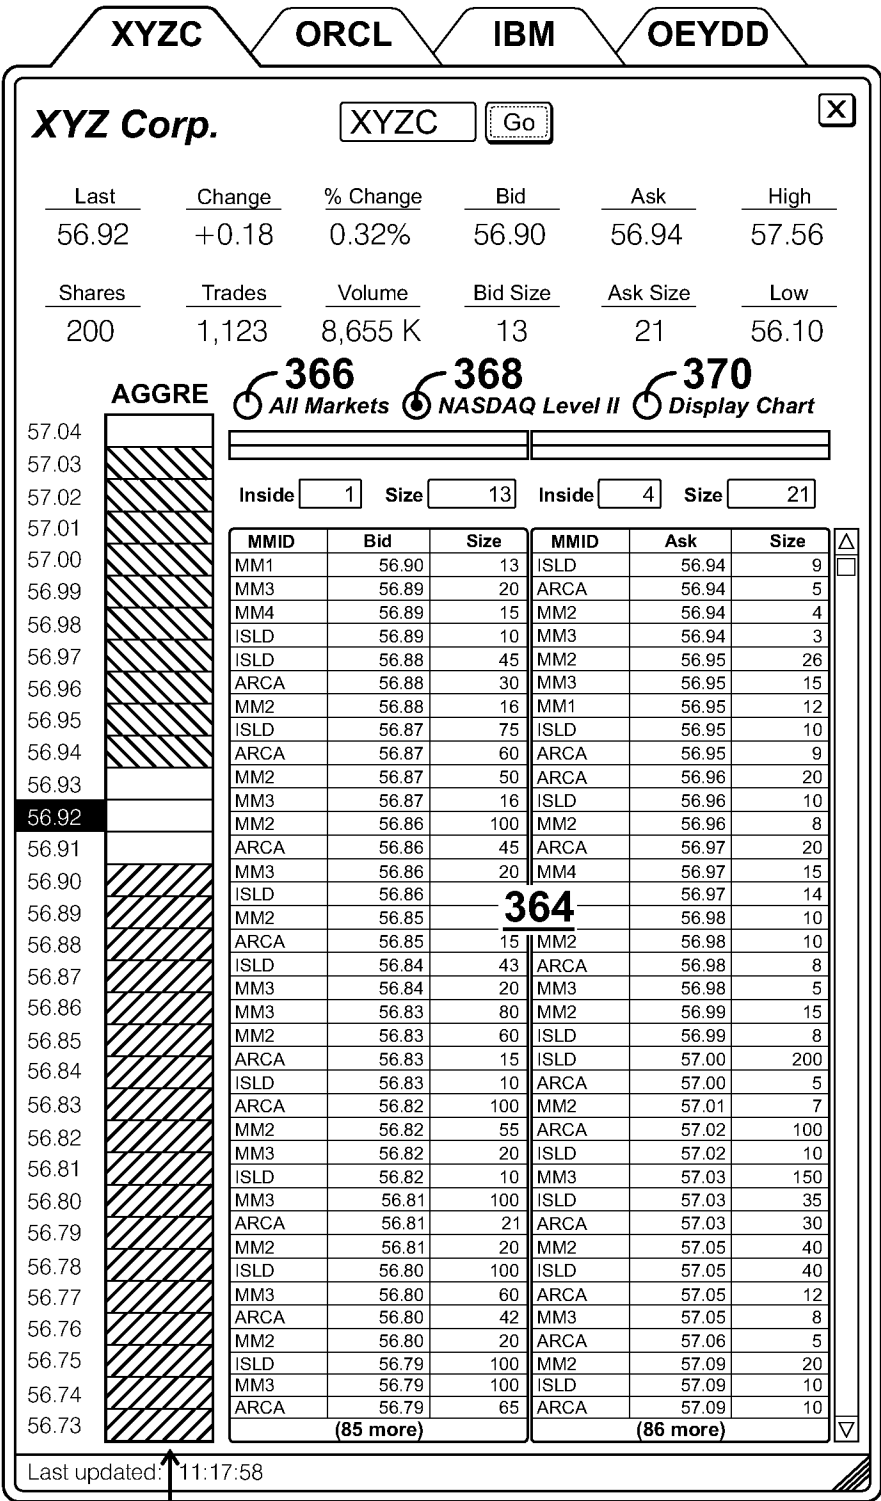 XYZC ORCL IBM OEYDD
XYZ Corp. XYZC Go X
Last Change % Change Bid Ask High
56.92 +0.18 0.32% 56.90 56.94 57.56
Shares Trades Volume Bid Size Ask Size Low
200 1,123 8,655 K 13 21 56.10
366 368 370
AGGRE All Markets NASDAQ Level II Display Chart
57.04
57.03
57.02
57.01
57.00
56.99
56.98
56.97
56.96
56.95
56.94
56.93
56.92
56.91
56.90
56.89
56.88
56.87
56.86
56.85
56.84
56.83
56.82
56.81
56.80
56.79
56.78
56.77
56.76
56.75
56.74
56.73
Inside 1 Size 13 Inside 4 Size 21
MMID Bid Size MMID Ask Size
MM1 56.90 13 ISLD 56.94 9
MM3 56.89 20 ARCA 56.94 5
MM4 56.89 15 MM2 56.94 4
ISLD 56.89 10 MM3 56.94 3
ISLD 56.88 45 MM2 56.95 26
ARCA 56.88 30 MM3 56.95 15
MM2 56.88 16 MM1 56.95 12
ISLD 56.87 75 ISLD 56.95 10
ARCA 56.87 60 ARCA 56.95 9
MM2 56.87 50 ARCA 56.96 20
MM3 56.87 16 ISLD 56.96 10
MM2 56.86 100 MM2 56.96 8
ARCA 56.86 45 ARCA 56.97 20
MM3 56.86 20 MM4 56.97 15
ISLD 56.86 56.97 14
364
MM2 56.85 56.98 10
ARCA 56.85 15 MM2 56.98 10
ISLD 56.84 43 ARCA 56.98 8
MM3 56.84 20 MM3 56.98 5
MM3 56.83 80 MM2 56.99 15
MM2 56.83 60 ISLD 56.99 8
ARCA 56.83 15 ISLD 57.00 200
ISLD 56.83 10 ARCA 57.00 5
ARCA 56.82 100 MM2 57.01 7
MM2 56.82 55 ARCA 57.02 100
MM3 56.82 20 ISLD 57.02 10
ISLD 56.82 10 MM3 57.03 150
MM3 56.81 100 ISLD 57.03 35
ARCA 56.81 21 ARCA 57.03 30
MM2 56.81 20 MM2 57.05 40
ISLD 56.80 100 ISLD 57.05 40
MM3 56.80 60 ARCA 57.05 12
ARCA 56.80 42 MM3 57.05 8
MM2 56.80 20 ARCA 57.06 5
ISLD 56.79 100 MM2 57.09 20
MM3 56.79 100 ISLD 57.09 10
ARCA 56.79 65 ARCA 57.09 10
(85 more) (86 more)
Last updated: 11:17:58